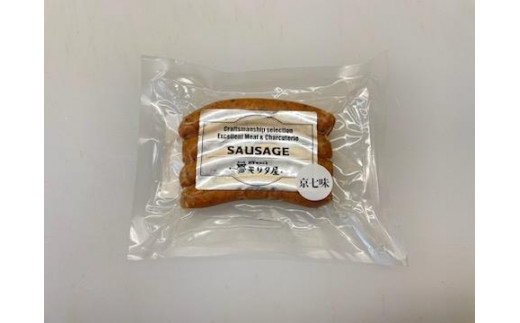 Craftsmanship selection
Excellent Meat & Charcuterie
SAUSAGE
モリタ屋
京七味